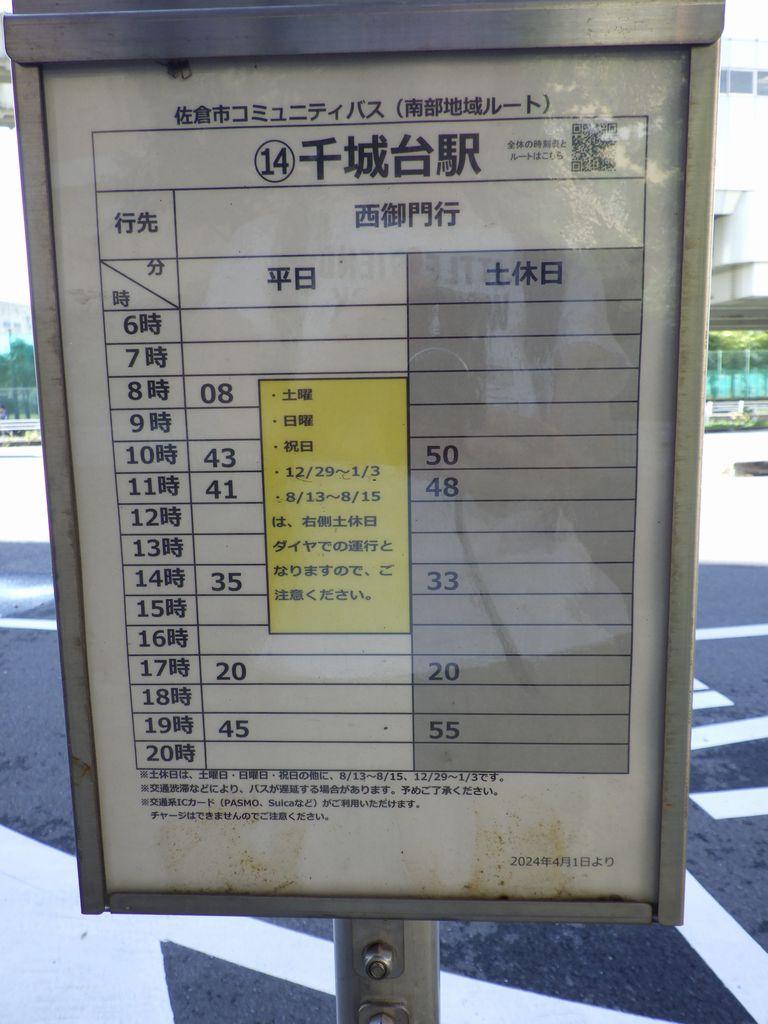 佐倉市コミュニティバス（南部地域ルート）
⑭千城台駅
全体の時刻表と
ルートはこちら
行先 西御門行
分
時
平日 土休日
6時
7時
8時 08
9時
10時 43 50
11時 41 48
12時
13時
14時 35 33
15時
16時
17時 20 20
18時
19時 45 55
20時
・土曜
・日曜
・祝日
・12/29～1/3
・8/13～8/15
は、右側土休日
ダイヤでの運行と
なりますので、ご
注意ください。
※土休日は、土曜日・日曜日・祝日の他に、8/13～8/15、12/29～1/3です。
※交通渋滞などにより、バスが遅延する場合があります。予めご了承ください。
※交通系ICカード（PASMO、Suicaなど）がご利用いただけます。
チャージはできませんのでご注意ください。
2024年4月1日より